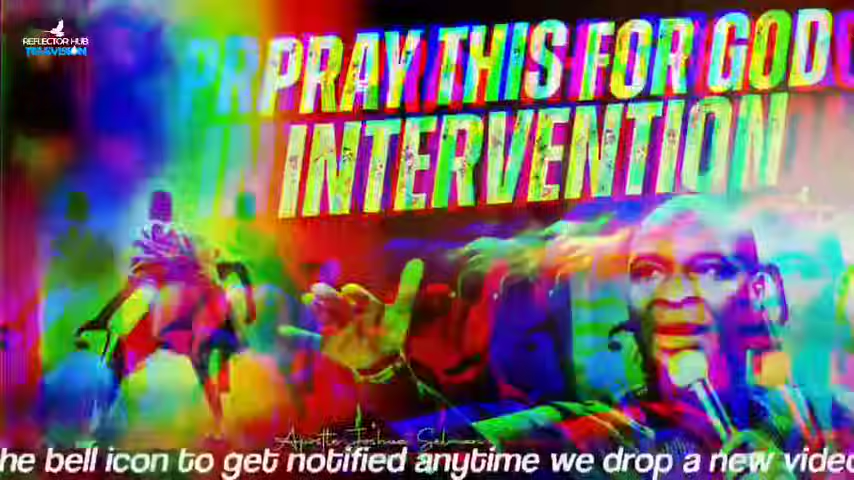 REFLECTOR HUB
TELEVISION
PRAY THIS FOR GOD
INTERVENTION
Apostle Joshua Selman
he bell icon to get notified anytime we drop a new video